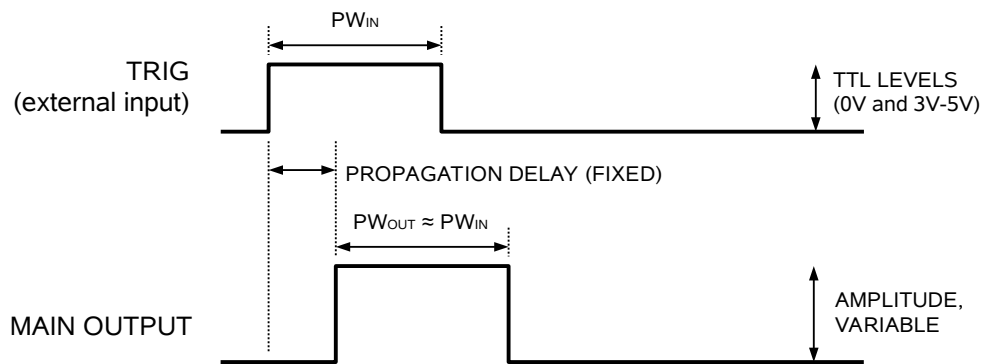 PWIN
TRIG
(external input)
TTL LEVELS
(0V and 3V-5V)
PROPAGATION DELAY (FIXED)
PWOUT ≈ PWIN
MAIN OUTPUT
AMPLITUDE,
VARIABLE